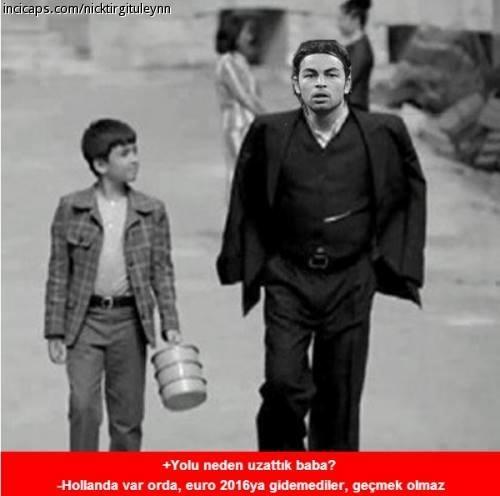 incicaps.com/nicktirgituleynn
+Yolu neden uzattık baba?
-Hollanda var orda, euro 2016ya gidemediler, geçmek olmaz